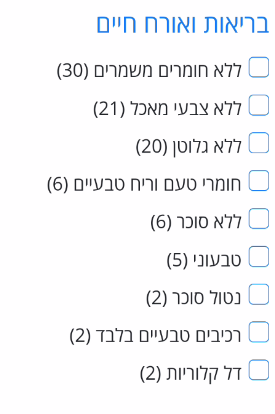 בריאות ואורח חיים
ללא חומרים משמרים (30)
ללא צבעי מאכל (21)
ללא גלוטן (20)
חומרי טעם וריח טבעיים (6)
ללא סוכר (6)
טבעוני (5)
נטול סוכר (2)
רכיבים טבעיים בלבד (2)
דל קלוריות (2)